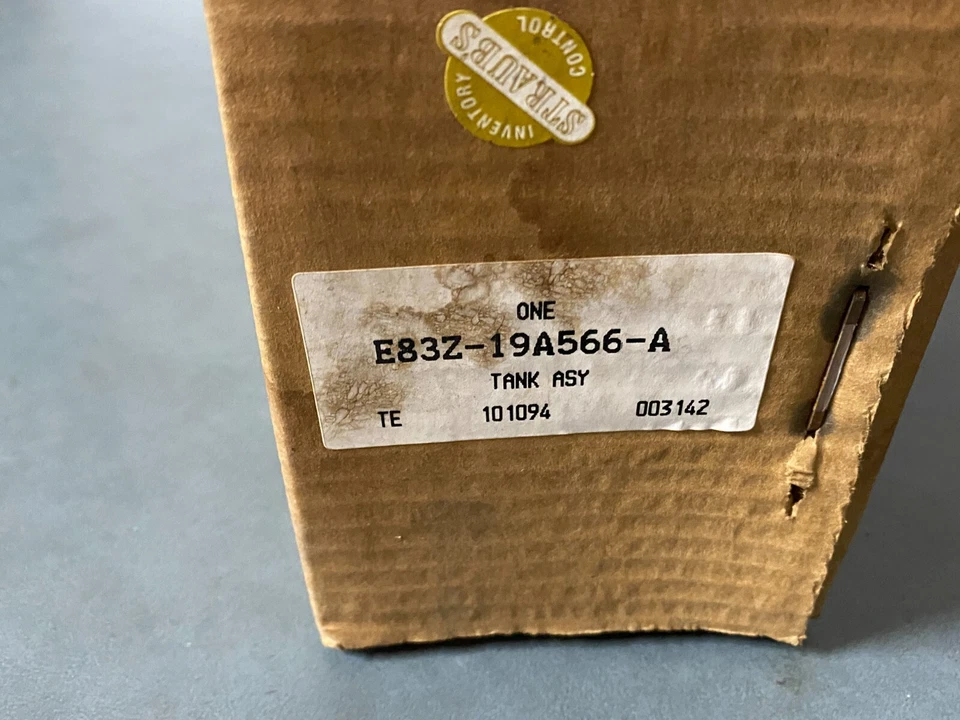 INVENTORY
STRAUB'S
CONTROL
ONE
E83Z-19A566-A
TANK ASY
TE 101094 003142